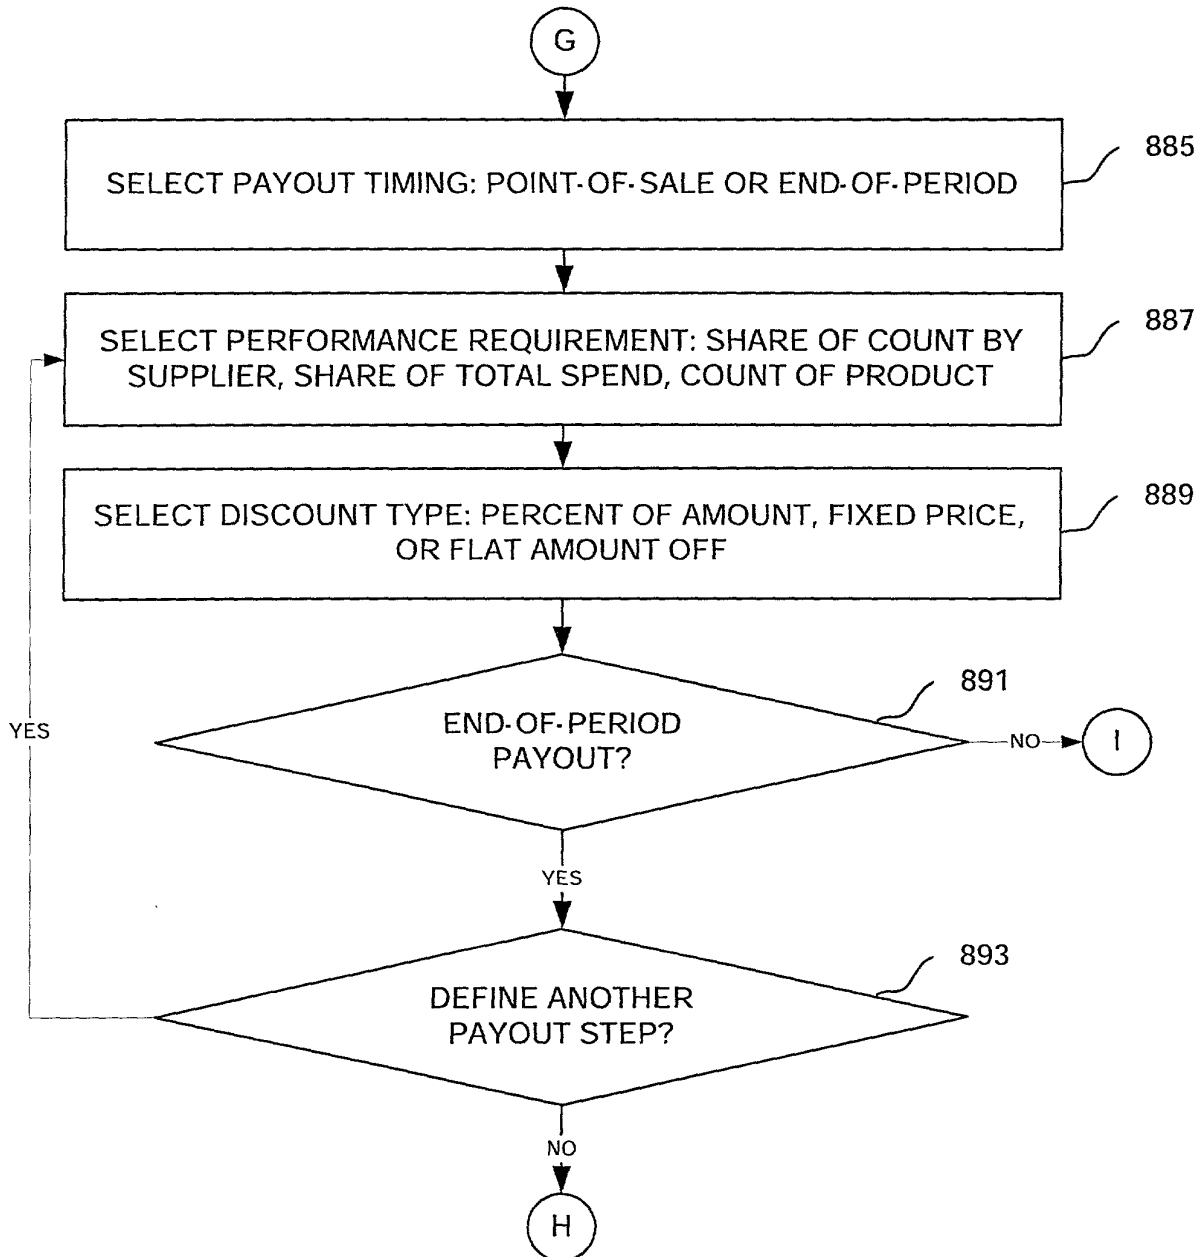 G
885
SELECT PAYOUT TIMING: POINT-OF-SALE OR END-OF-PERIOD
887
SELECT PERFORMANCE REQUIREMENT: SHARE OF COUNT BY
SUPPLIER, SHARE OF TOTAL SPEND, COUNT OF PRODUCT
889
SELECT DISCOUNT TYPE: PERCENT OF AMOUNT, FIXED PRICE,
OR FLAT AMOUNT OFF
891
END-OF-PERIOD
PAYOUT?
YES
NO
I
YES
893
DEFINE ANOTHER
PAYOUT STEP?
NO
H